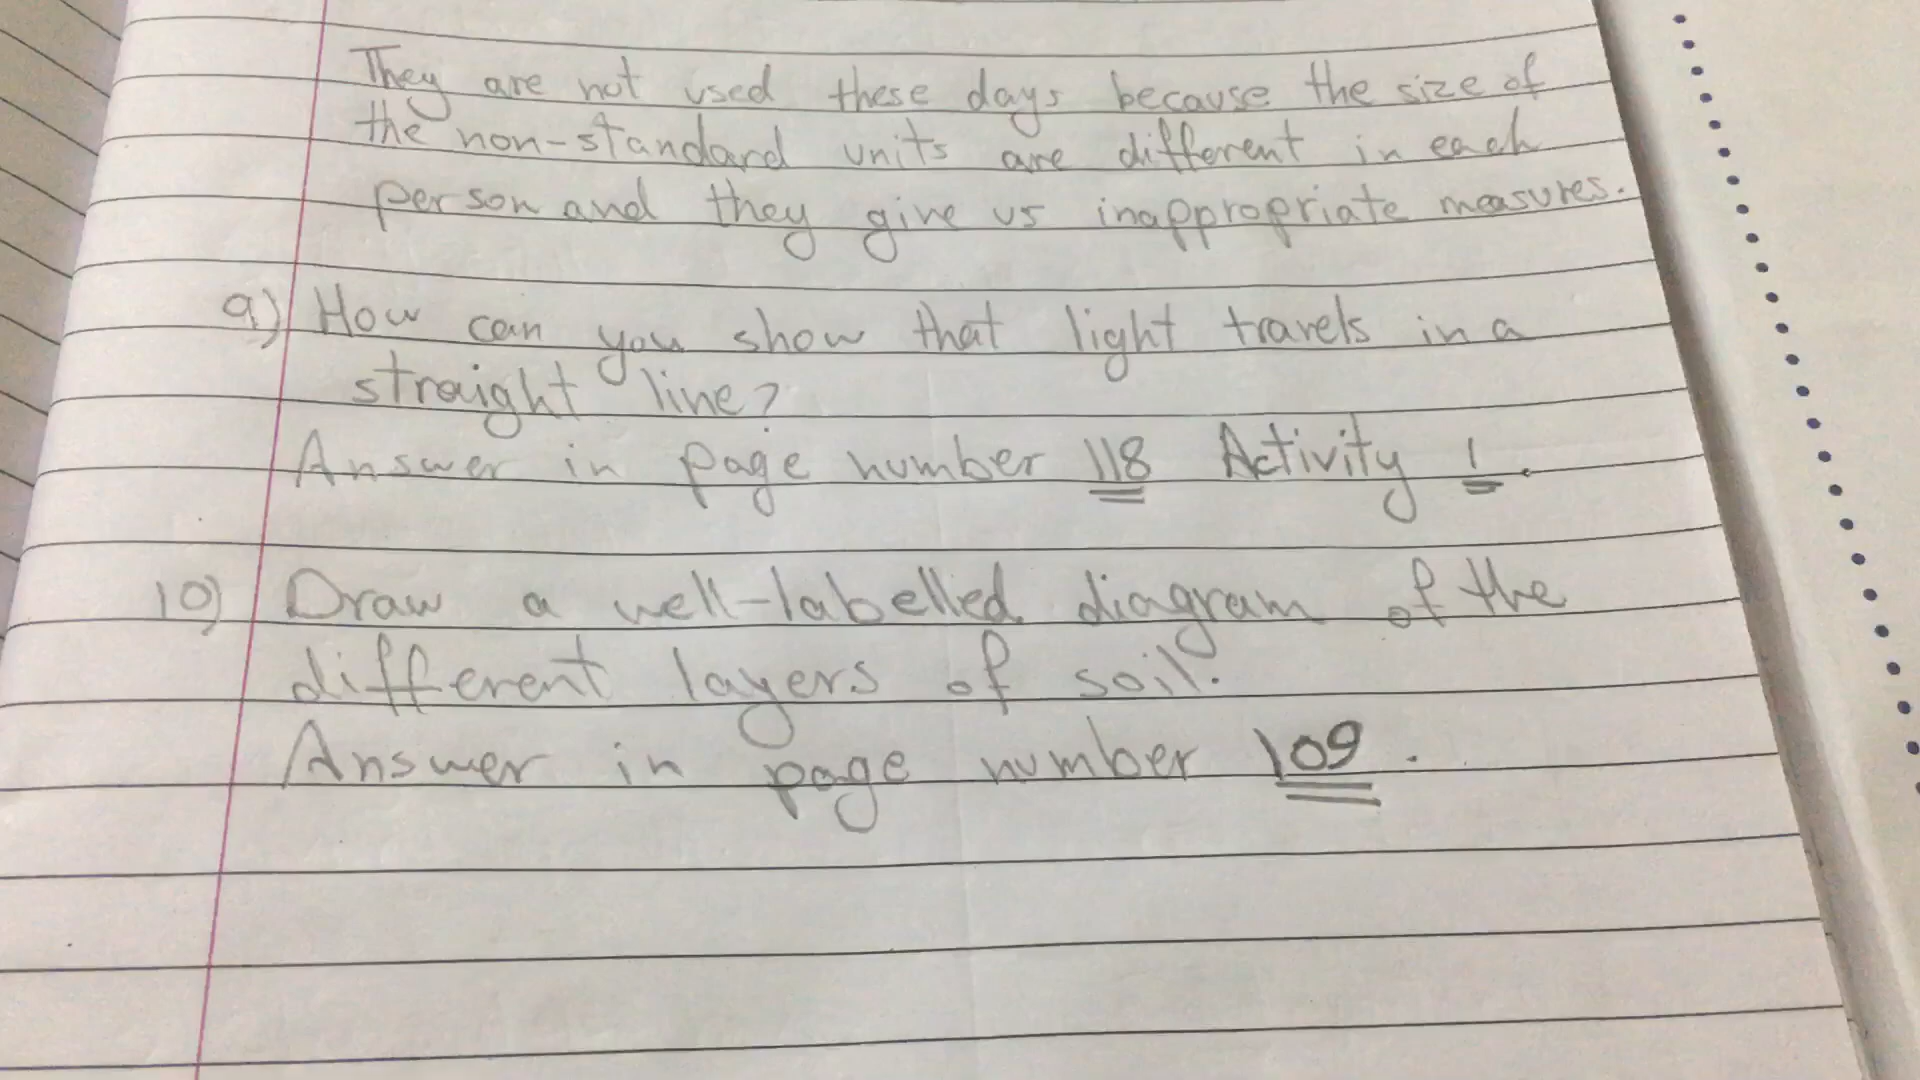 They are not used these days because the size of
the non-standard units are different in each
person and they give us inappropriate measures.
9) How can you show that light travels in a
straight line?
Answer in page number 118 Activity 1.
10) Draw a well-labelled diagram of the
different layers of soil.
Answer in page number 109.